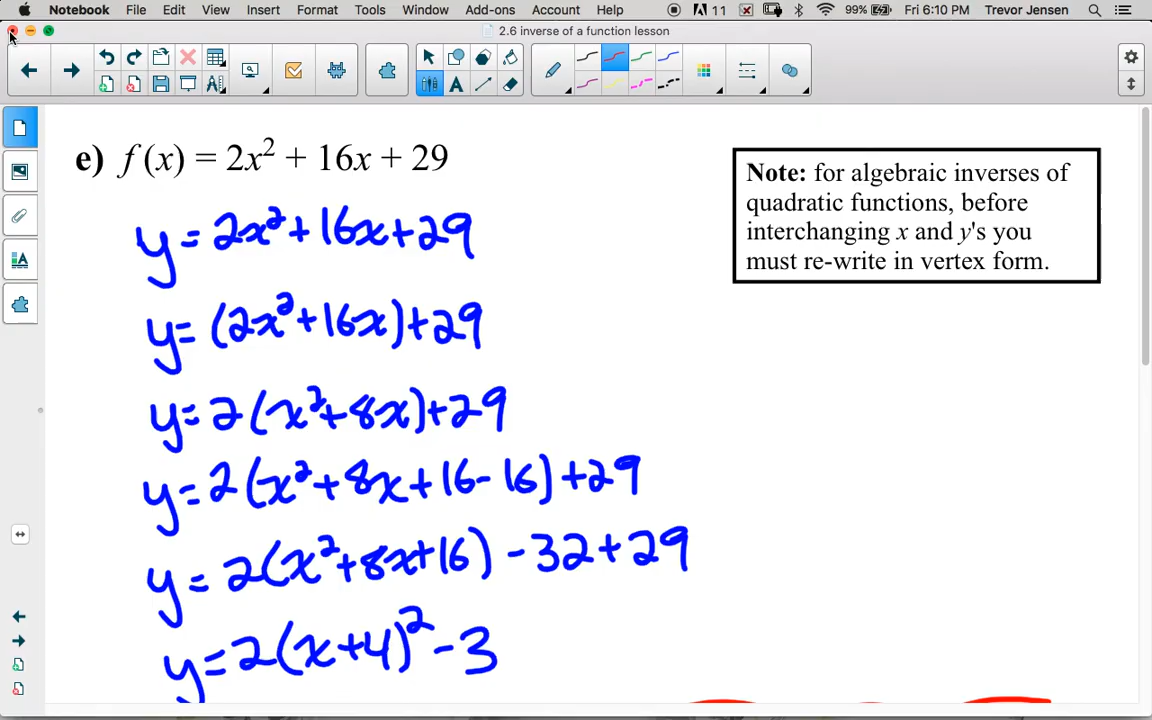 Notebook File Edit View Insert Format Tools Window Add-ons Account Help 11 99% Fri 6:10 PM Trevor Jensen
2.6 inverse of a function lesson
e) f(x) = 2x² + 16x + 29
Note: for algebraic inverses of
quadratic functions, before
interchanging x and y's you
must re-write in vertex form.
y = 2x² + 16x + 29
y = (2x² + 16x) + 29
y = 2(x² + 8x) + 29
y = 2(x² + 8x + 16 - 16) + 29
y = 2(x² + 8x + 16) - 32 + 29
y = 2(x + 4)² - 3